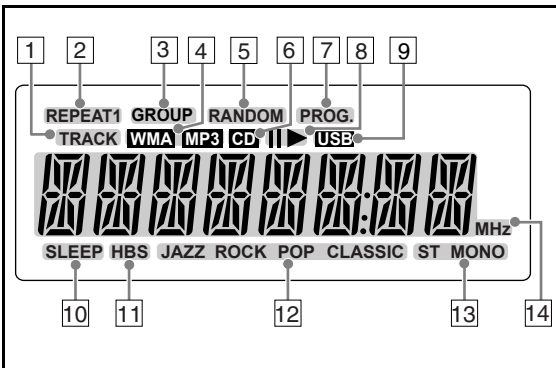 1 2 3 4 5 6 7 8 9
REPEAT1 GROUP RANDOM PROG.
TRACK WMA MP3 CD USB
MHz
SLEEP HBS JAZZ ROCK POP CLASSIC ST MONO
10 11 12 13 14